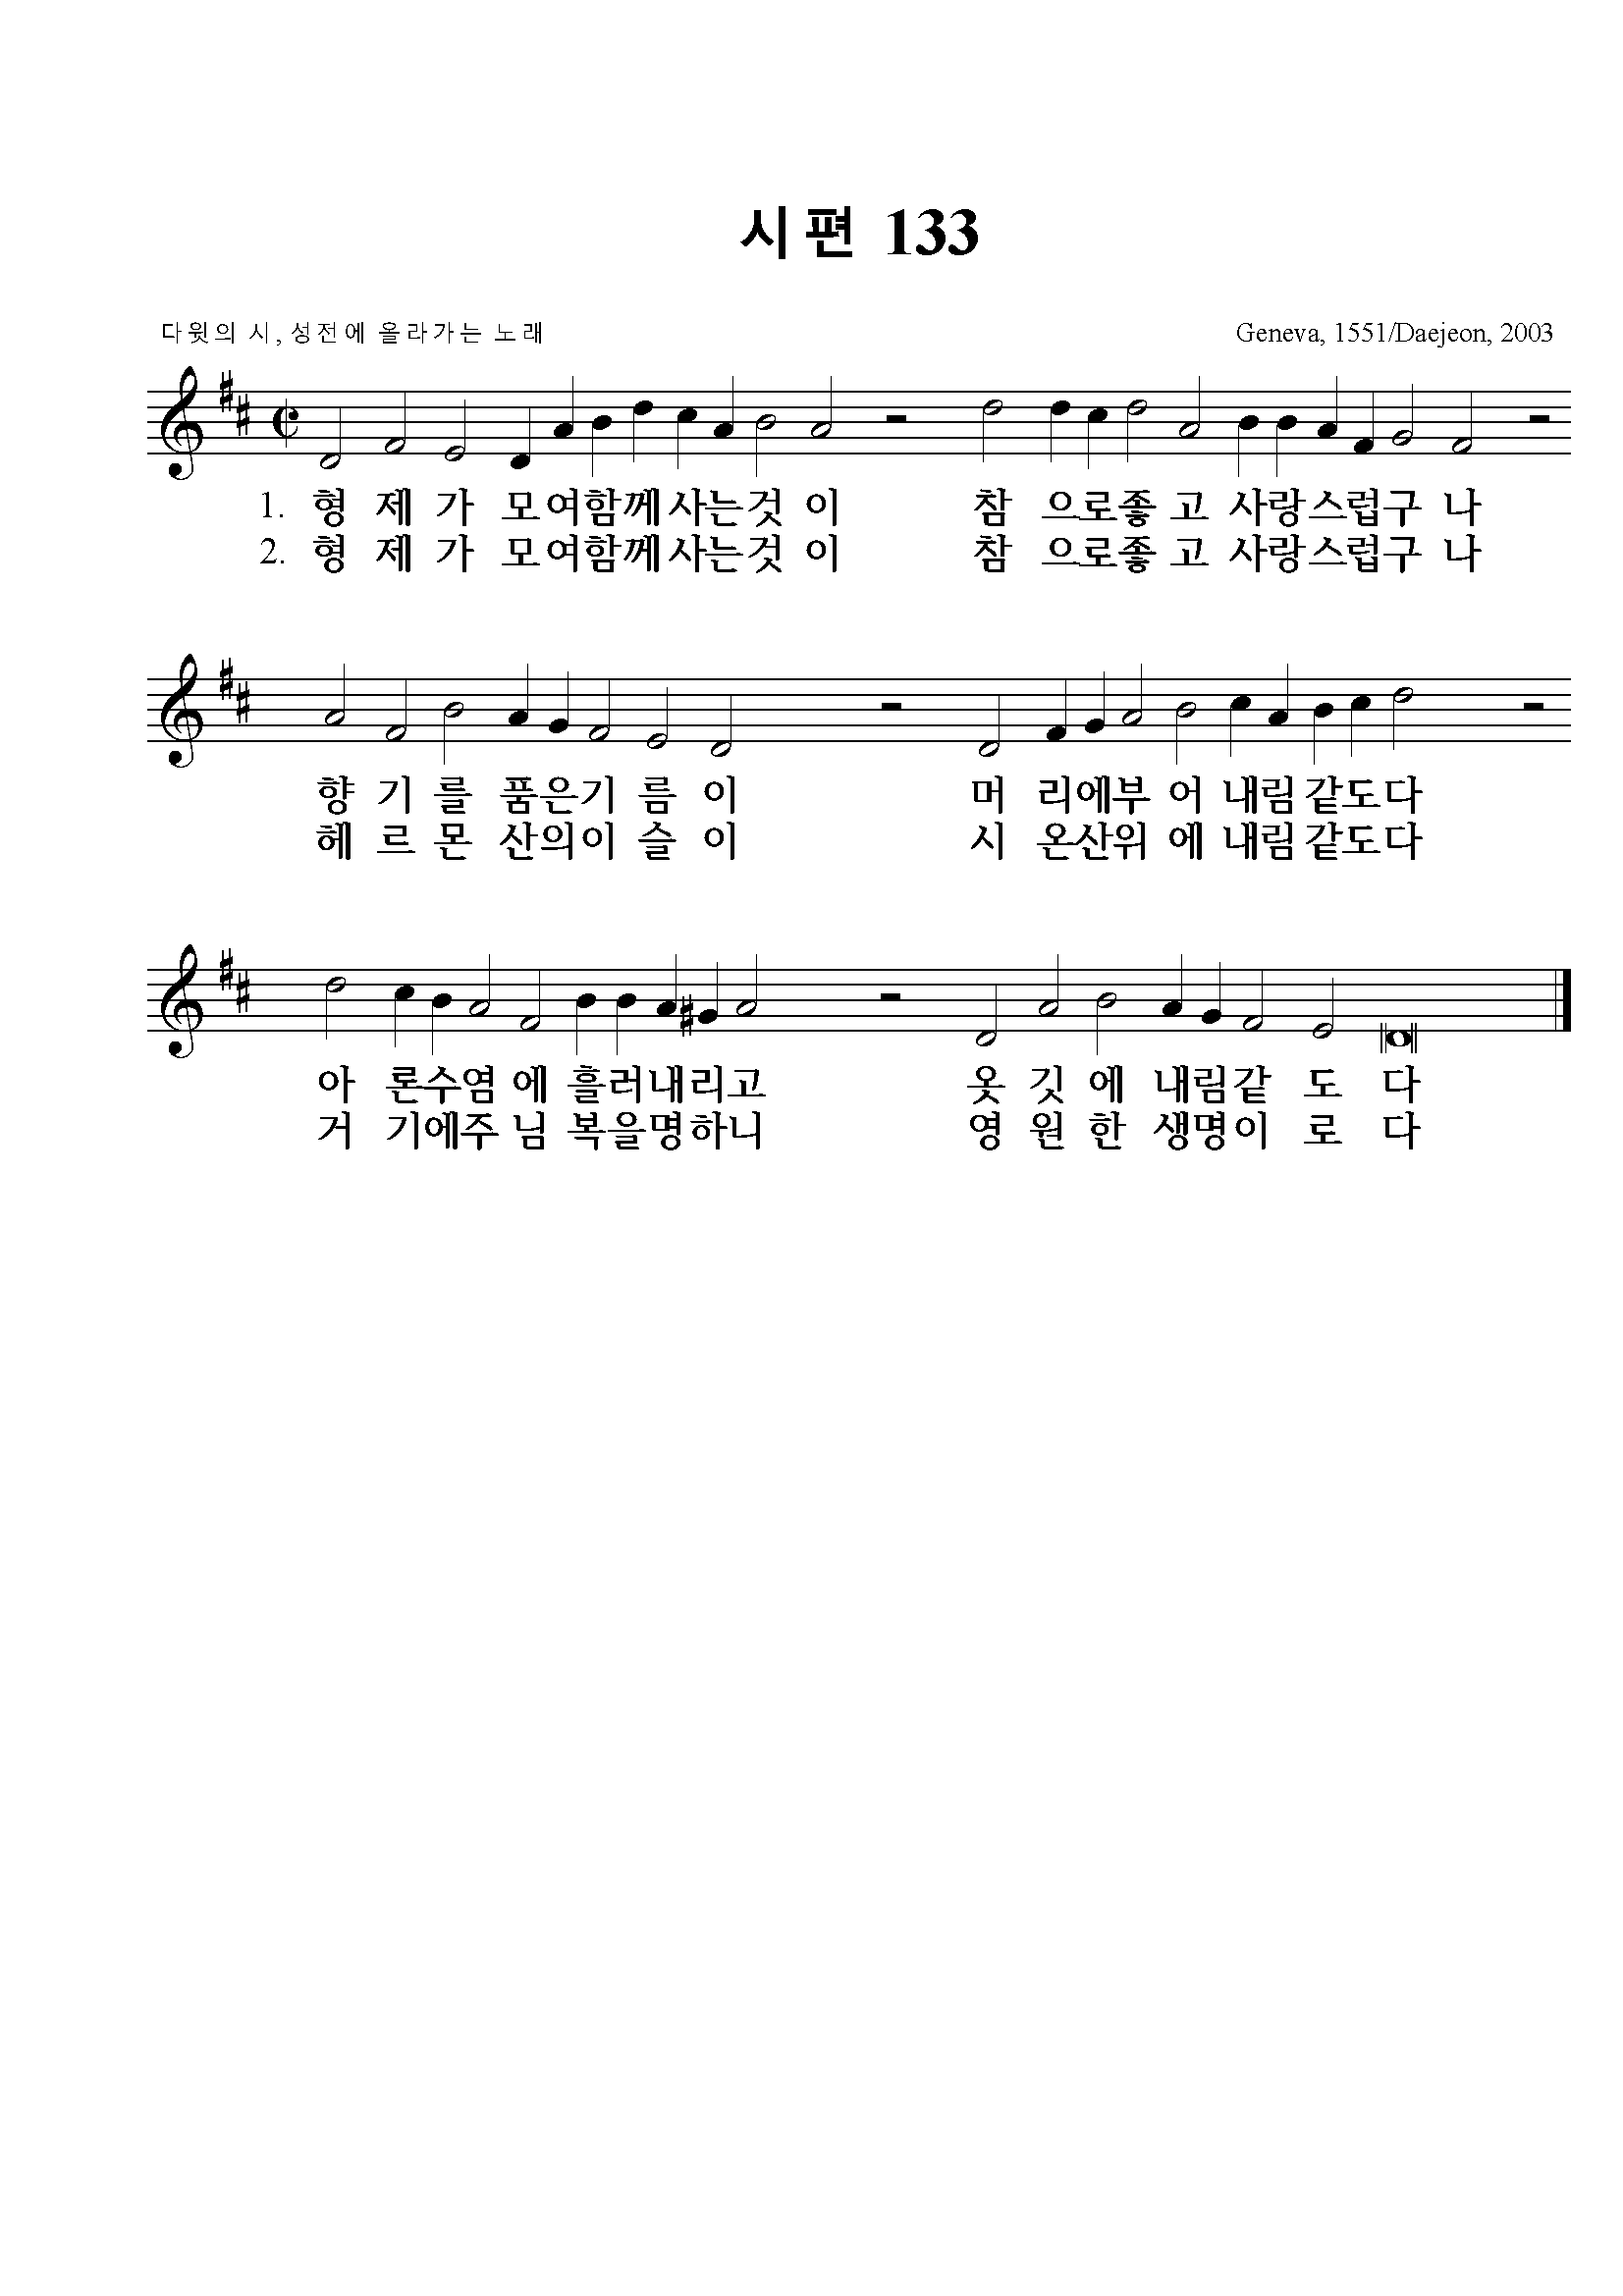 시편 133
다윗의 시, 성전에 올라가는 노래
Geneva, 1551/Daejeon, 2003
1. 형 제 가 모여함께 사는것 이 참 으로좋 고 사랑스럽구 나
2. 형 제 가 모여함께 사는것 이 참 으로좋 고 사랑스럽구 나
향 기 를 품은기 름 이 머 리에부 어 내림 같도다
헤 르 몬 산의이 슬 이 시 온산위 에 내림 같도다
아 론수염 에 흘러내리고 옷 깃 에 내림같 도 다
거 기에주 님 복을명하니 영 원 한 생명이 로 다